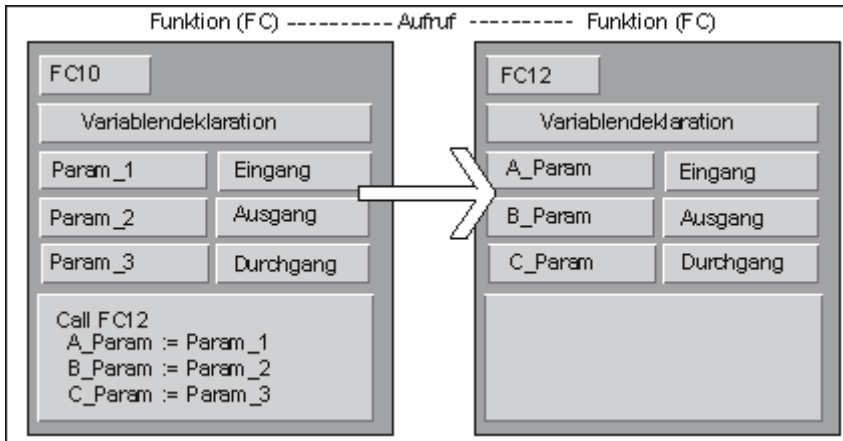 Funktion (FC) ---------- Aufruf ---------- Funktion (FC)
FC10
Variablendeklaration
Param_1 Eingang
Param_2 Ausgang
Param_3 Durchgang
Call FC12
A_Param := Param_1
B_Param := Param_2
C_Param := Param_3
FC12
Variablendeklaration
A_Param Eingang
B_Param Ausgang
C_Param Durchgang